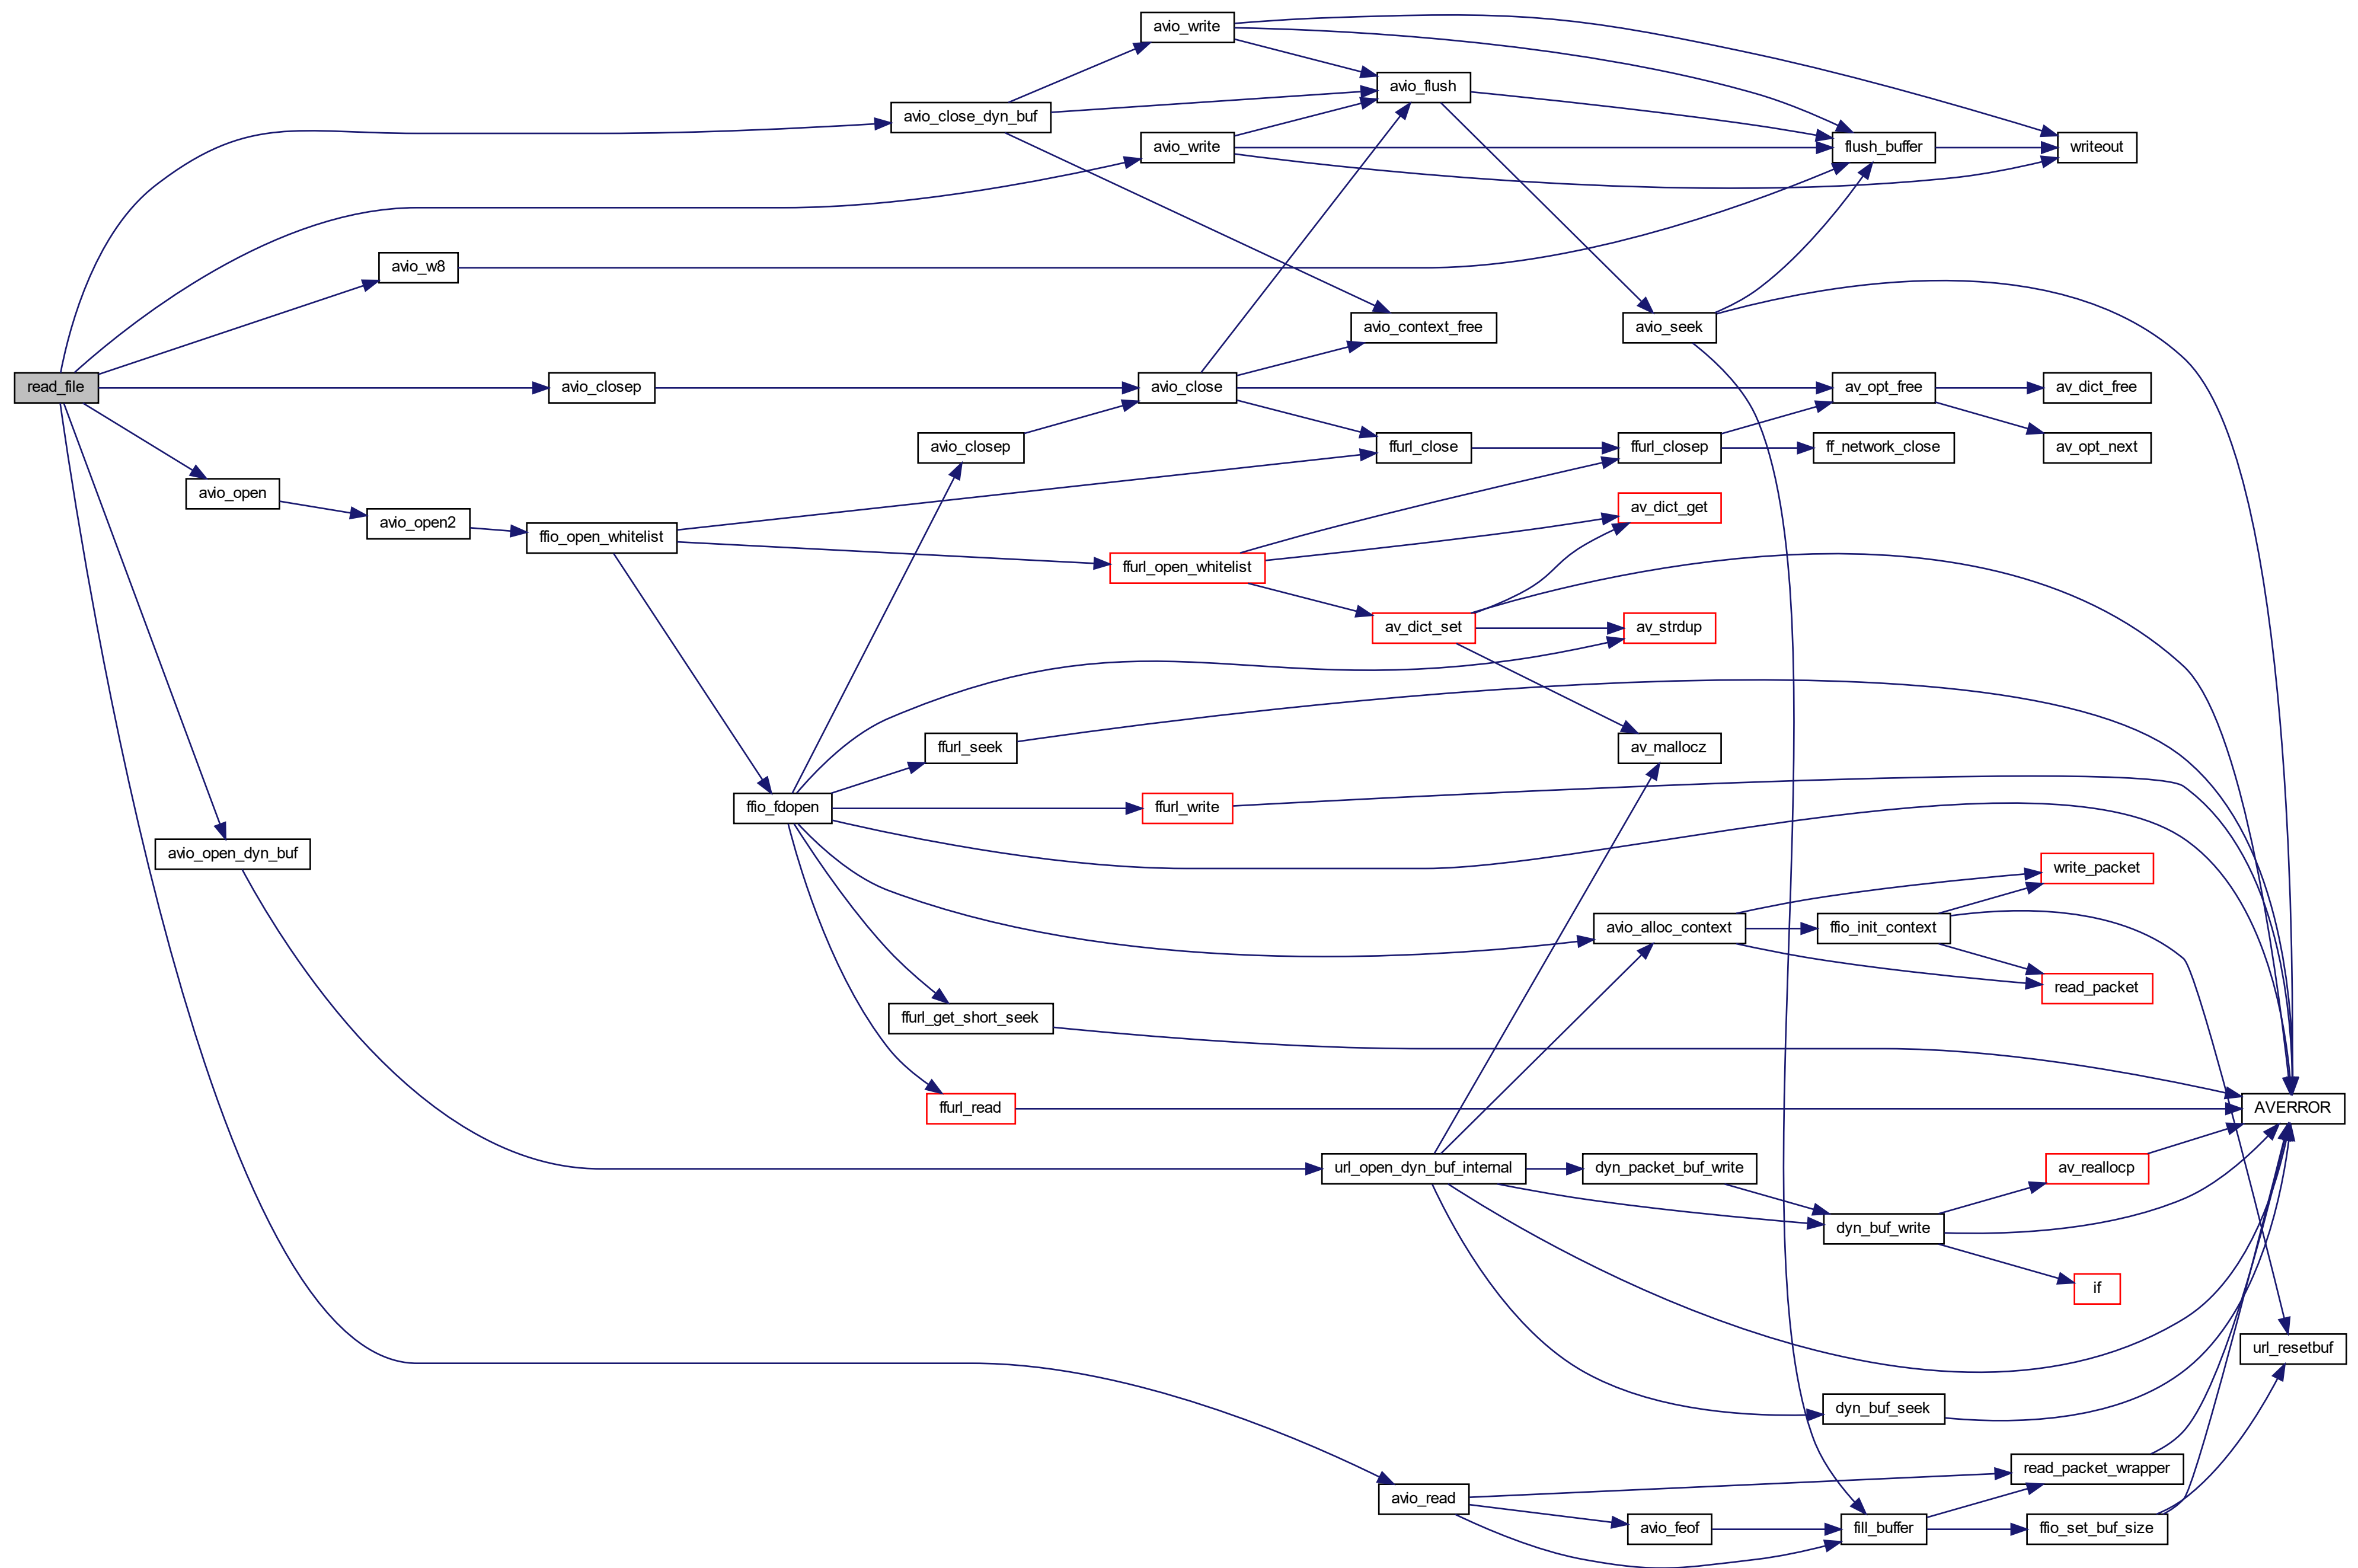 avio_write
avio_flush
avio_close_dyn_buf
avio_write
flush_buffer
writeout
avio_w8
avio_context_free
avio_seek
read_file
avio_closep
avio_close
av_opt_free
av_dict_free
avio_closep
ffurl_close
ffurl_closep
ff_network_close
av_opt_next
avio_open
avio_open2
ffio_open_whitelist
av_dict_get
ffurl_open_whitelist
av_dict_set
av_strdup
ffurl_seek
av_mallocz
ffio_fdopen
ffurl_write
avio_open_dyn_buf
write_packet
avio_alloc_context
ffio_init_context
read_packet
ffurl_get_short_seek
ffurl_read
AVERROR
url_open_dyn_buf_internal
dyn_packet_buf_write
av_reallocp
dyn_buf_write
if
url_resetbuf
dyn_buf_seek
read_packet_wrapper
avio_read
avio_feof
fill_buffer
ffio_set_buf_size